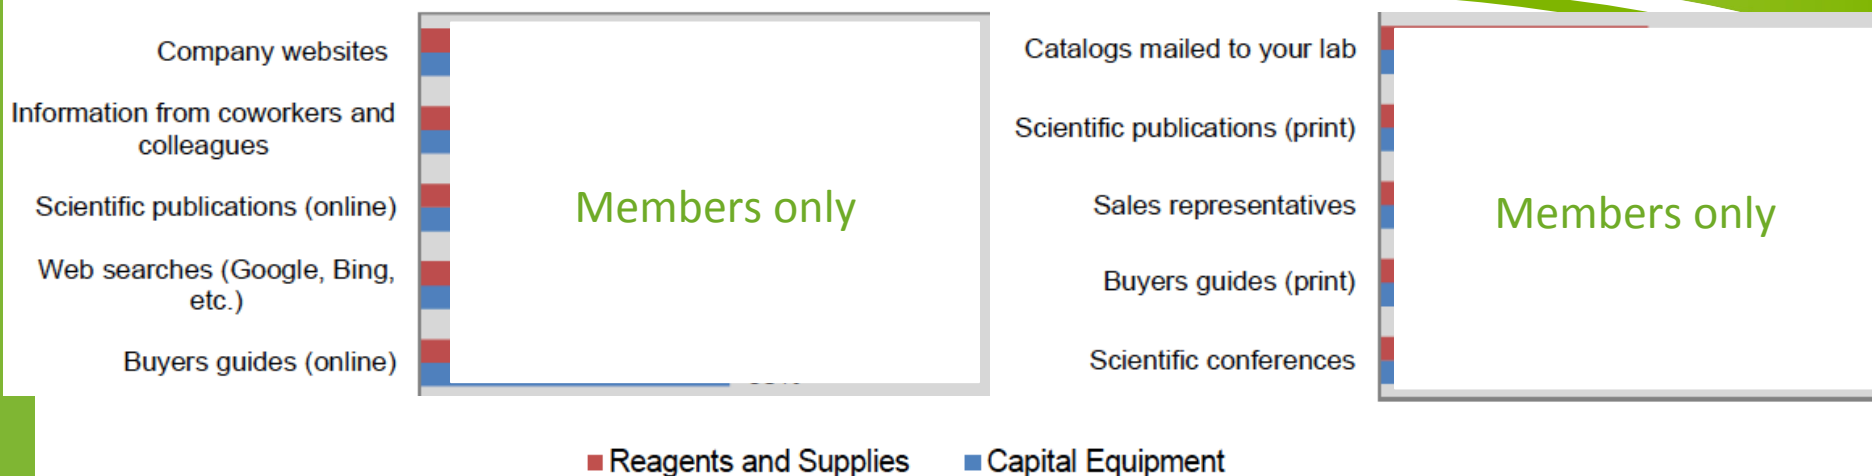 Company websites
Information from coworkers and
colleagues
Scientific publications (online)
Web searches (Google, Bing,
etc.)
Buyers guides (online)
Members only
Catalogs mailed to your lab
Scientific publications (print)
Sales representatives
Buyers guides (print)
Scientific conferences
Members only
Reagents and Supplies
Capital Equipment